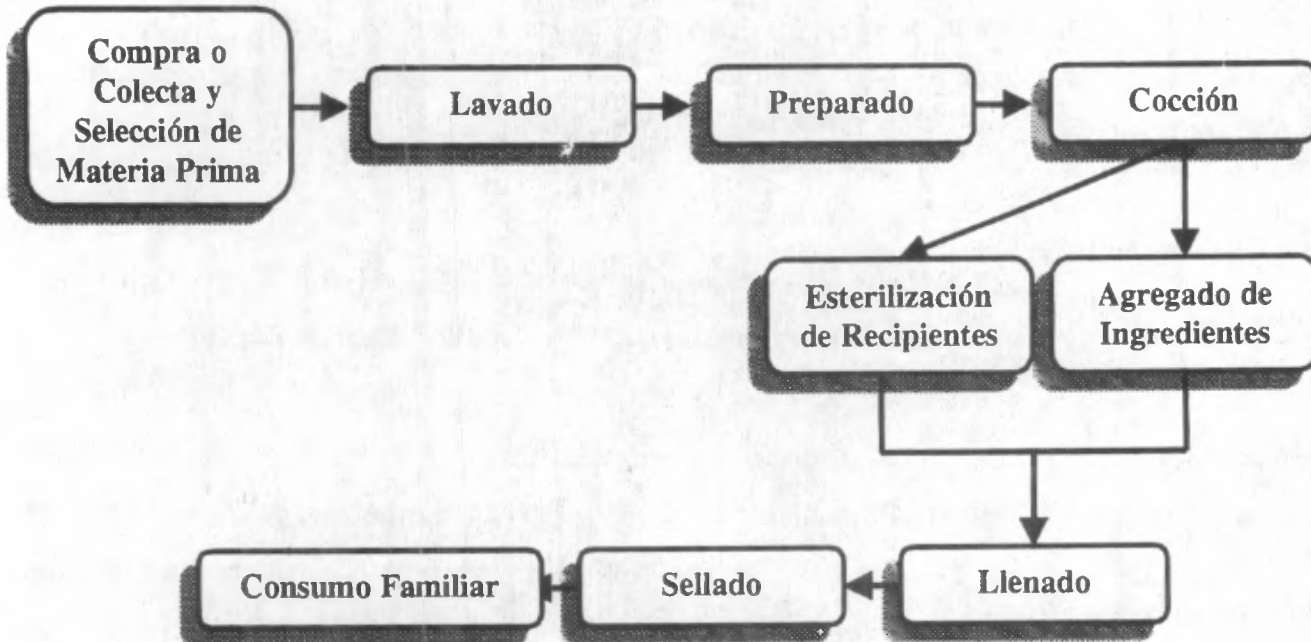 Compra o
Colecta y
Selección de
Materia Prima
Lavado
Preparado
Cocción
Esterilización
de Recipientes
Agregado de
Ingredientes
Llenado
Sellado
Consumo Familiar